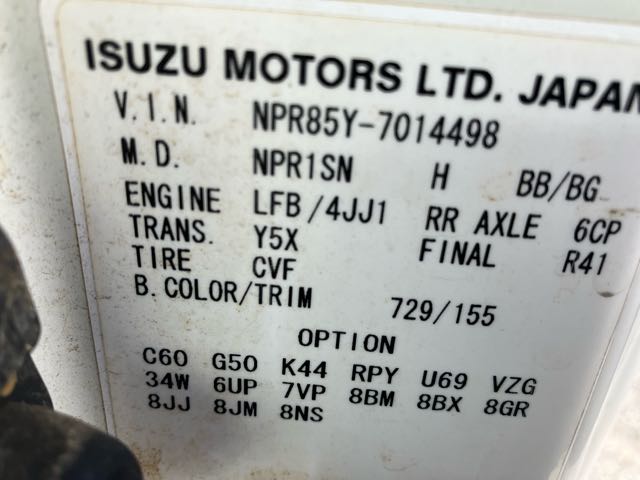 ISUZU MOTORS LTD. JAPAN
V.I.N. NPR85Y-7014498
M.D. NPR1SN H BB/BG
ENGINE LFB/4JJ1 RR AXLE 6CP
TRANS. Y5X FINAL R41
TIRE CVF
B.COLOR/TRIM 729/155
OPTION
C60 G50 K44 RPY U69 VZG
34W 6UP 7VP 8BM 8BX 8GR
8JJ 8JM 8NS